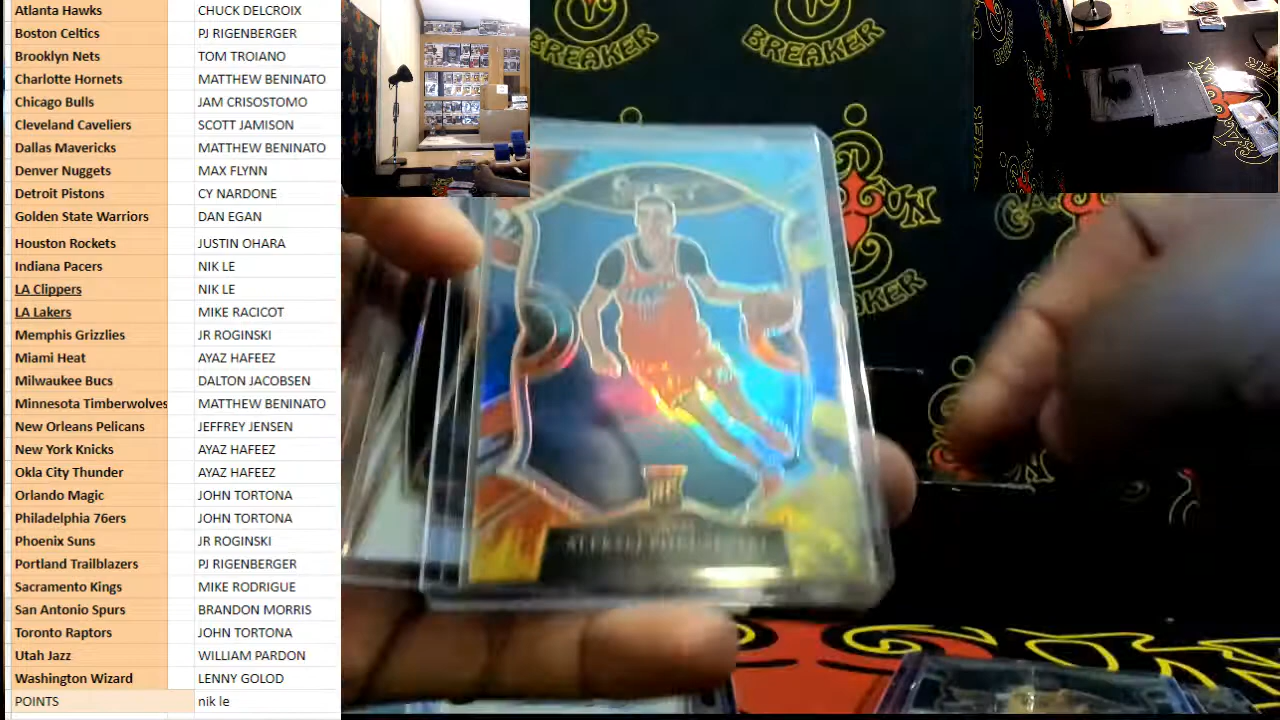 Atlanta Hawks CHUCK DELCROIX
Boston Celtics PJ RIGENBERGER
Brooklyn Nets TOM TROIANO
Charlotte Hornets MATTHEW BENINATO
Chicago Bulls JAM CRISOSTOMO
Cleveland Caveliers SCOTT JAMISON
Dallas Mavericks MATTHEW BENINATO
Denver Nuggets MAX FLYNN
Detroit Pistons CY NARDONE
Golden State Warriors DAN EGAN
Houston Rockets JUSTIN OHARA
Indiana Pacers NIK LE
LA Clippers NIK LE
LA Lakers MIKE RACICOT
Memphis Grizzlies JR ROGINSKI
Miami Heat AYAZ HAFEEZ
Milwaukee Bucs DALTON JACOBSEN
Minnesota Timberwolves MATTHEW BENINATO
New Orleans Pelicans JEFFREY JENSEN
New York Knicks AYAZ HAFEEZ
Okla City Thunder AYAZ HAFEEZ
Orlando Magic JOHN TORTONA
Philadelphia 76ers JOHN TORTONA
Phoenix Suns JR ROGINSKI
Portland Trailblazers PJ RIGENBERGER
Sacramento Kings MIKE RODRIGUE
San Antonio Spurs BRANDON MORRIS
Toronto Raptors JOHN TORTONA
Utah Jazz WILLIAM PARDON
Washington Wizard LENNY GOLOD
POINTS nik le
BREAKER BREAKER
BREAKER